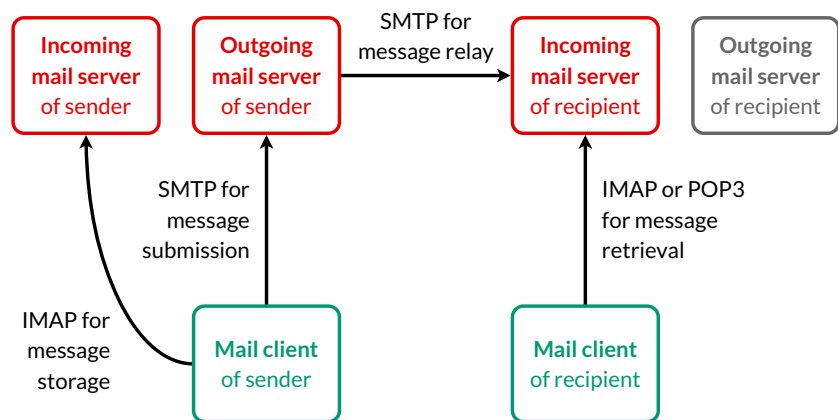 Incoming
mail server
of sender
Outgoing
mail server
of sender
SMTP for
message relay
Incoming
mail server
of recipient
Outgoing
mail server
of recipient
SMTP for
message
submission
IMAP or POP3
for message
retrieval
IMAP for
message
storage
Mail client
of sender
Mail client
of recipient